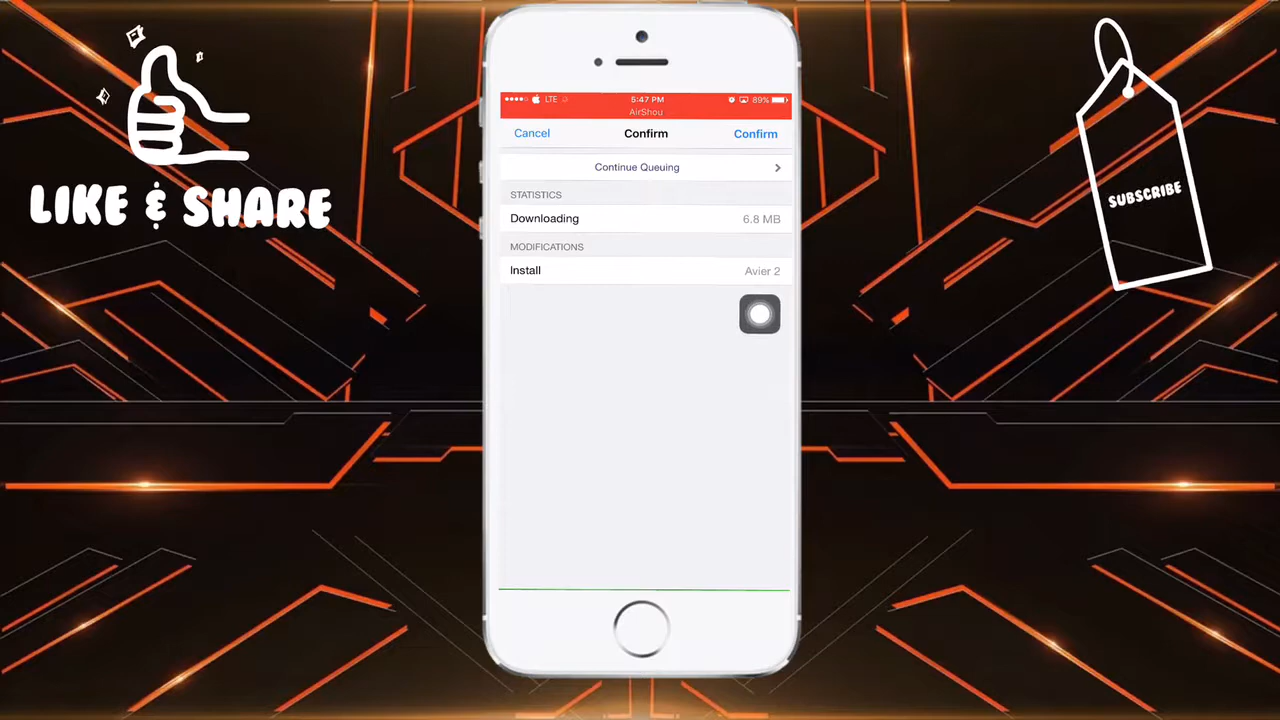 LIKE & SHARE
SUBSCRIBE
LTE 5:47 PM 89%
AirShou
Cancel Confirm Confirm
Continue Queuing
STATISTICS
Downloading 6.8 MB
MODIFICATIONS
Install Avier 2